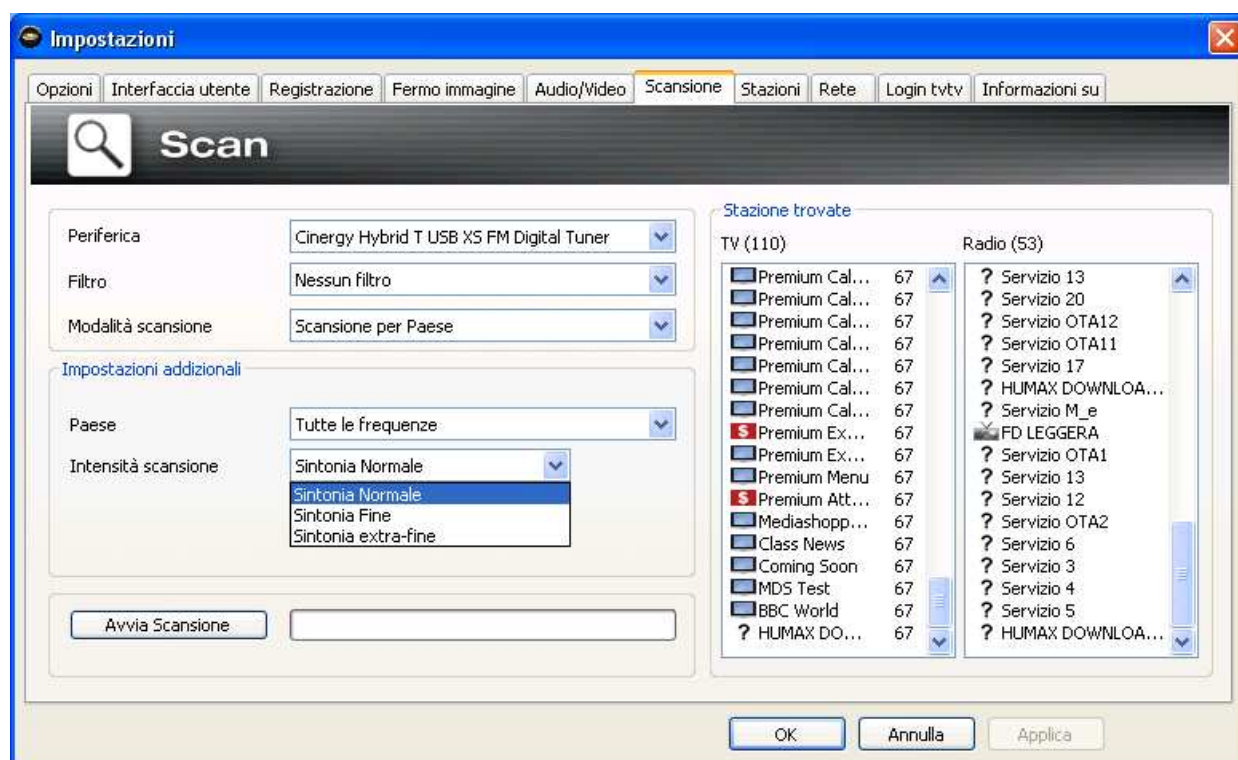 Impostazioni
Opzioni Interfaccia utente Registrazione Fermo immagine Audio/Video Scansione Stazioni Rete Login tvtv Informazioni su
Scan
Periferica Cinergy Hybrid T USB XS FM Digital Tuner
Filtro Nessun filtro
Modalità scansione Scansione per Paese
Impostazioni addizionali
Paese Tutte le frequenze
Intensità scansione Sintonia Normale
Sintonia Normale
Sintonia Fine
Sintonia extra-fine
Avvia Scansione
Stazione trovate
TV (110) Radio (53)
Premium Cal... 67 ? Servizio 13
Premium Cal... 67 ? Servizio 20
Premium Cal... 67 ? Servizio OTA12
Premium Cal... 67 ? Servizio OTA11
Premium Cal... 67 ? Servizio 17
Premium Cal... 67 ? HUMAX DOWNLOA...
Premium Cal... 67 ? Servizio M_e
S Premium Ex... 67 FD LEGGERA
Premium Ex... 67 ? Servizio OTA1
Premium Menu 67 ? Servizio 13
S Premium Att... 67 ? Servizio 12
Mediashopp... 67 ? Servizio OTA2
Class News 67 ? Servizio 6
Coming Soon 67 ? Servizio 3
MDS Test 67 ? Servizio 4
BBC World 67 ? Servizio 5
? HUMAX DO... 67 ? HUMAX DOWNLOA...
OK Annulla Applica